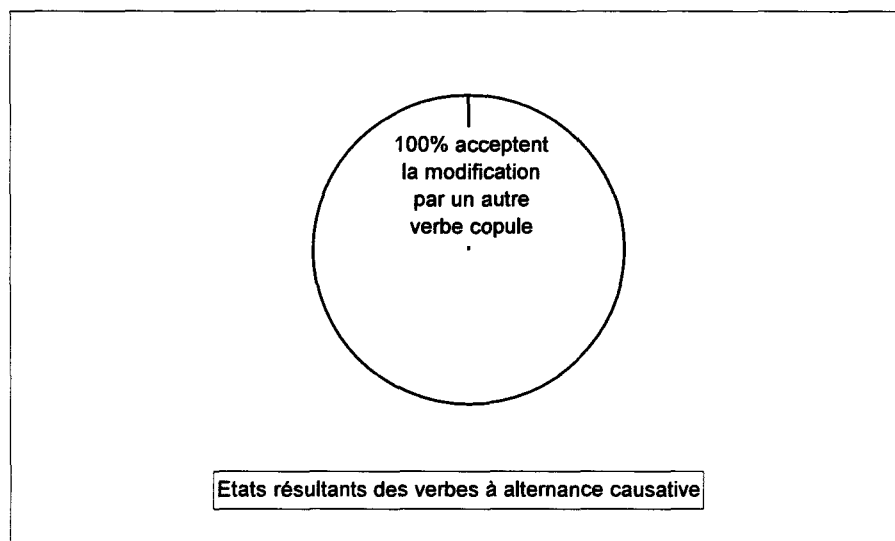 100% acceptent
la modification
par un autre
verbe copule
Etats résultants des verbes à alternance causative